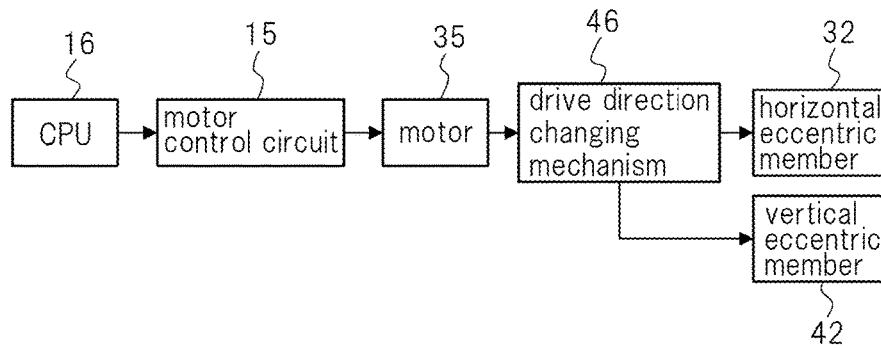 16
15
35
46
32
CPU
motor
control circuit
motor
drive direction
changing
mechanism
horizontal
eccentric
member
vertical
eccentric
member
42